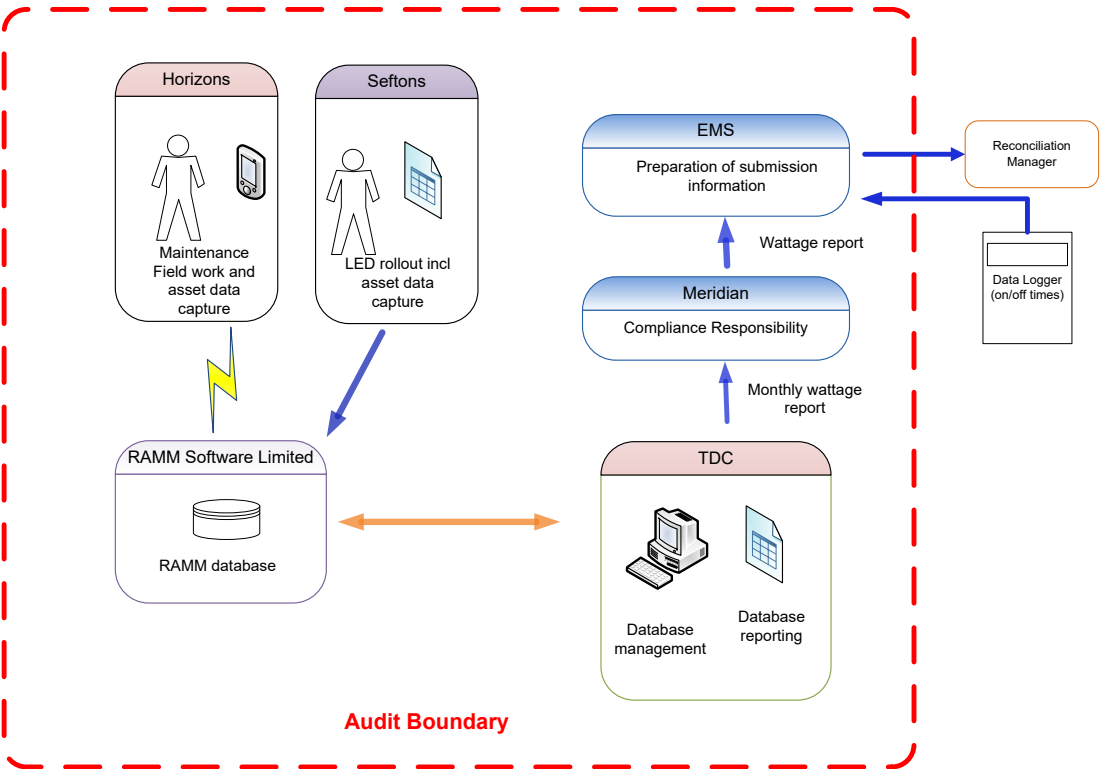 Horizons
Maintenance
Field work and
asset data
capture
Seftons
LED rollout incl
asset data
capture
EMS
Preparation of submission
information
Reconciliation
Manager
Wattage report
Data Logger
(on/off times)
Meridian
Compliance Responsibility
Monthly wattage
report
RAMM Software Limited
RAMM database
TDC
Database
management
Database
reporting
Audit Boundary